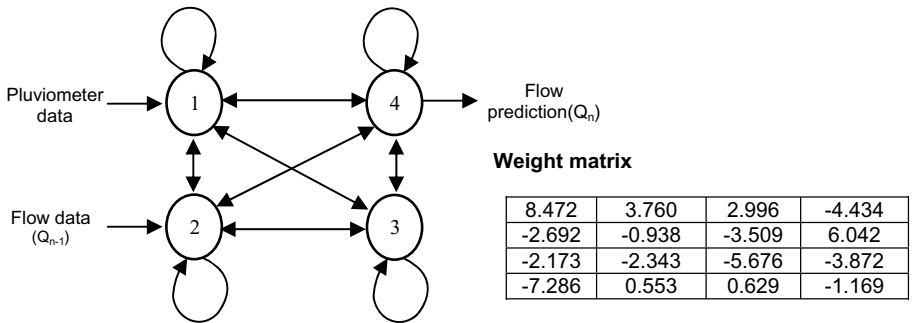 Pluviometer
data
1
4
Flow
prediction(Qn)
Weight matrix
Flow data
(Qn-1)
2
3
8.472 3.760 2.996 -4.434
-2.692 -0.938 -3.509 6.042
-2.173 -2.343 -5.676 -3.872
-7.286 0.553 0.629 -1.169